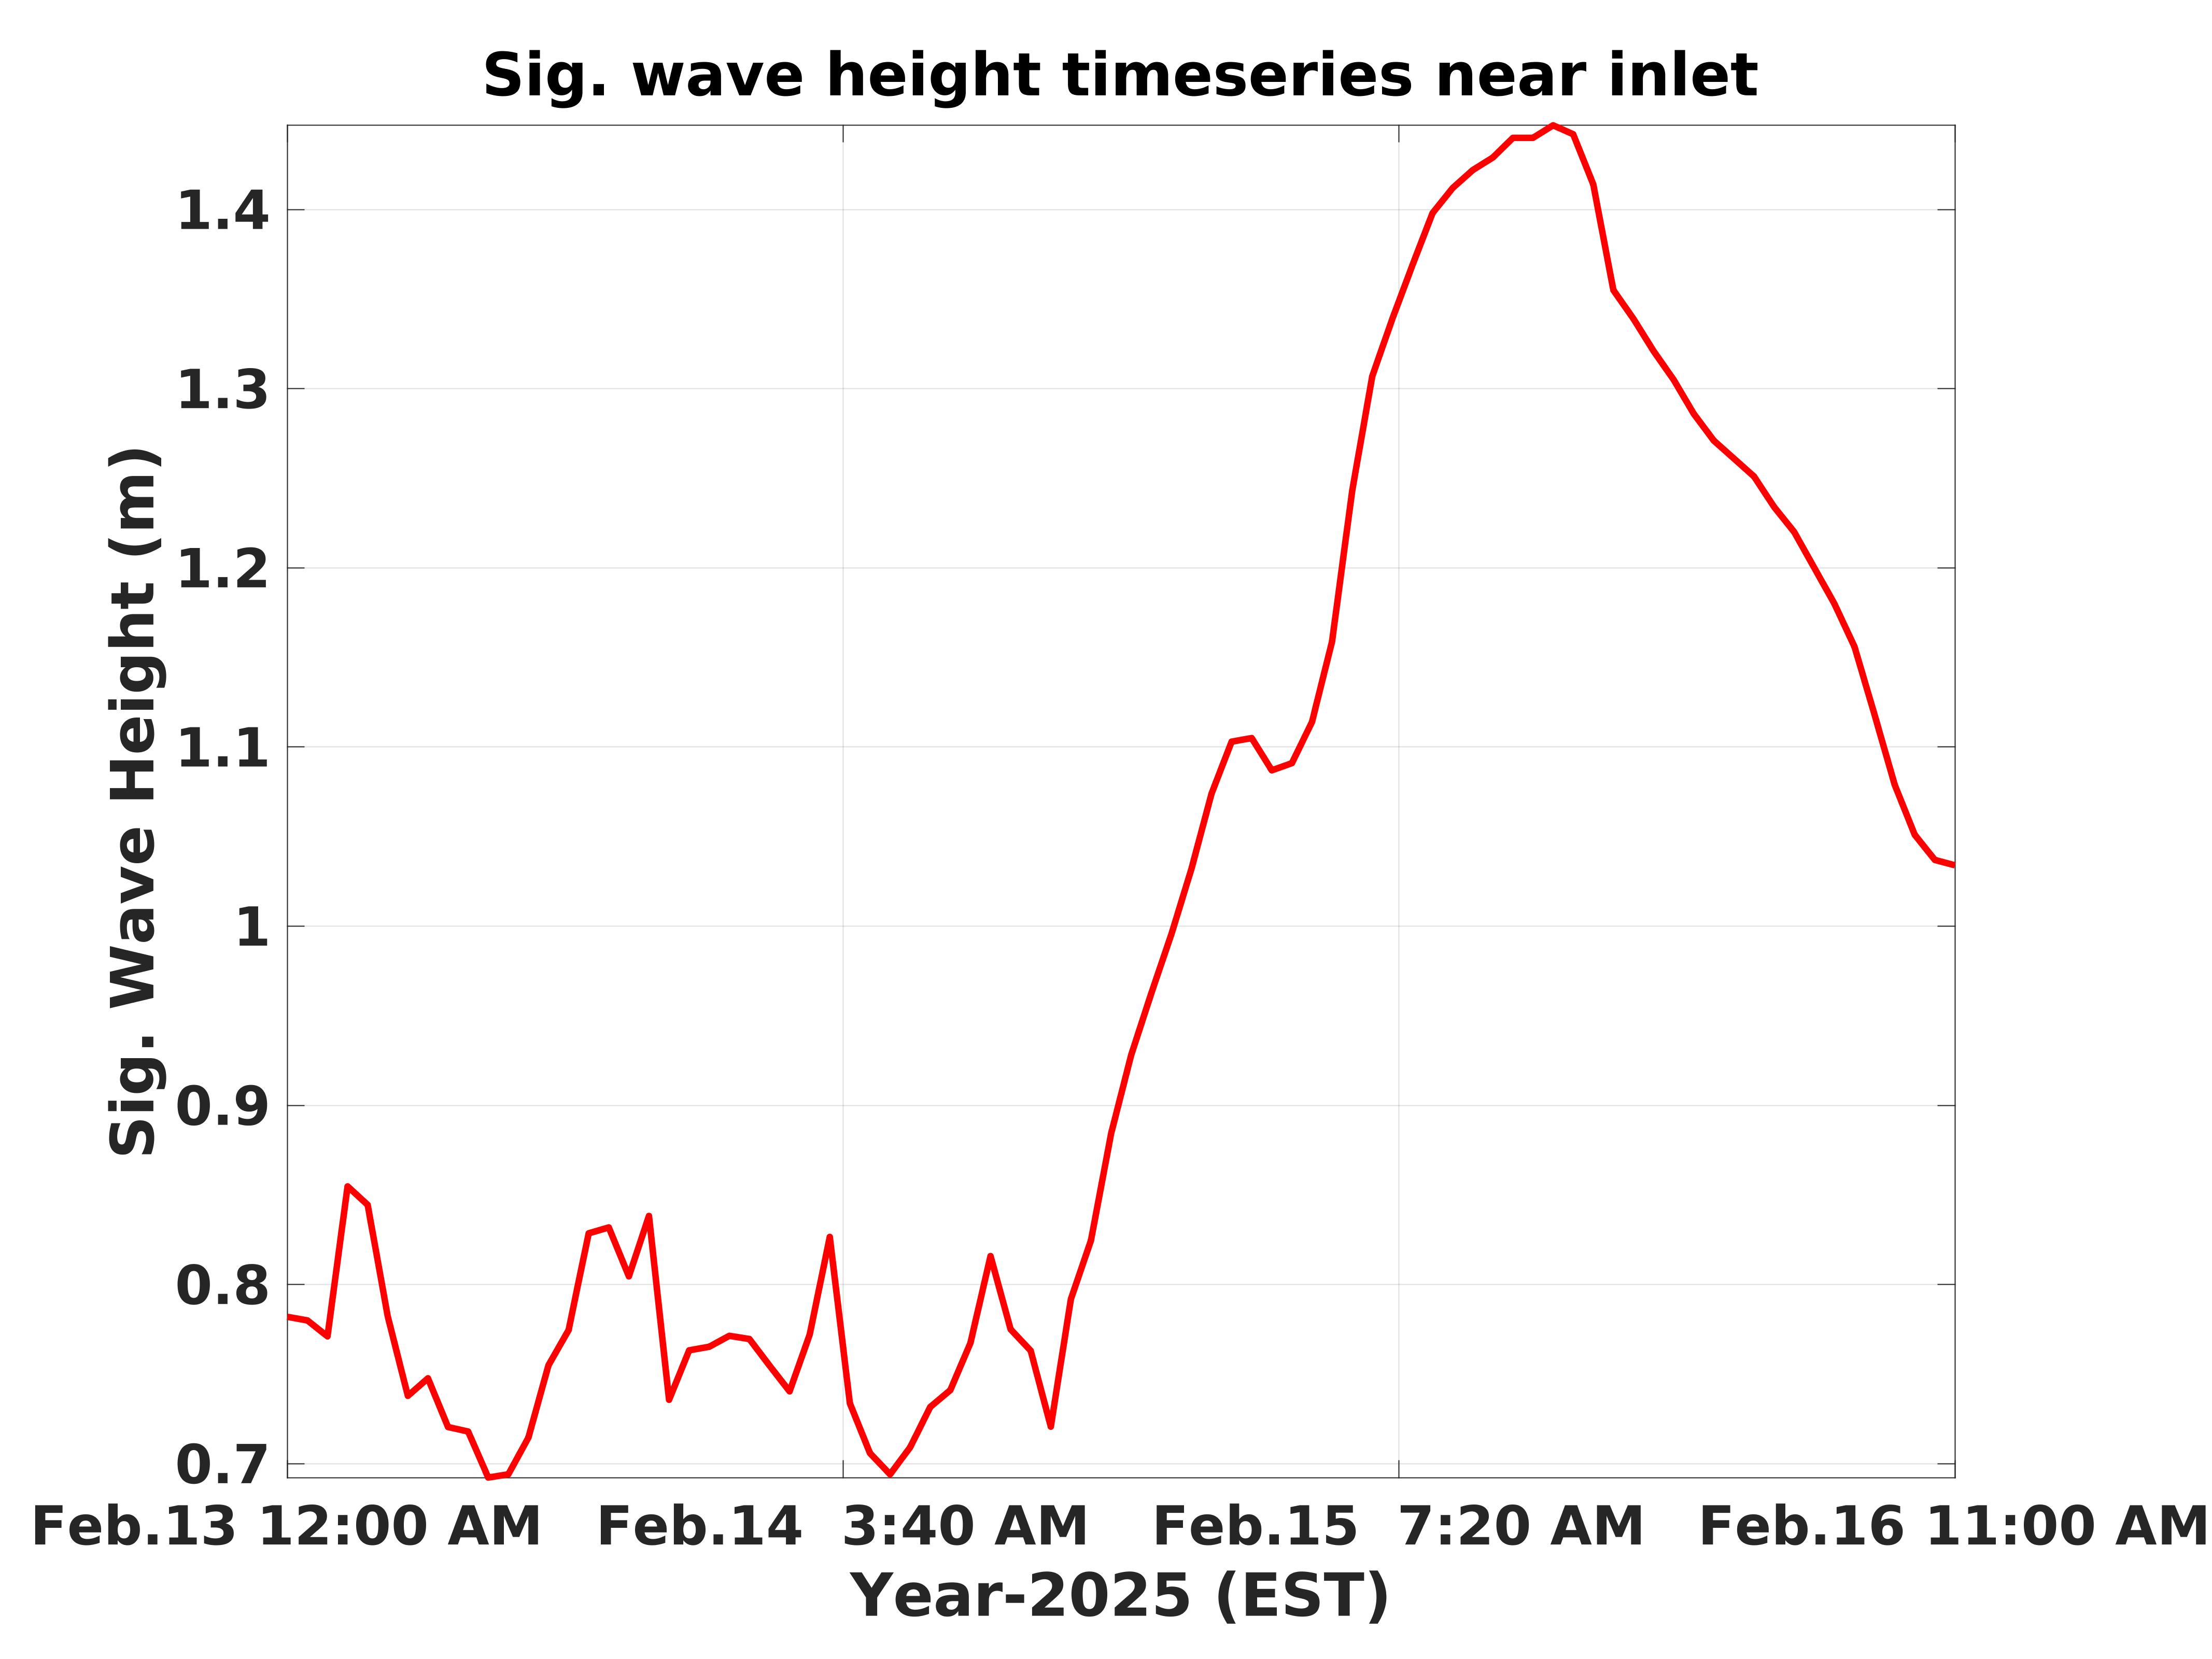 Sig. wave height timeseries near inlet
Sig. Wave Height (m)
1.4
1.3
1.2
1.1
1
0.9
0.8
0.7
Feb.13 12:00 AM Feb.14 3:40 AM Feb.15 7:20 AM Feb.16 11:00 AM
Year-2025 (EST)